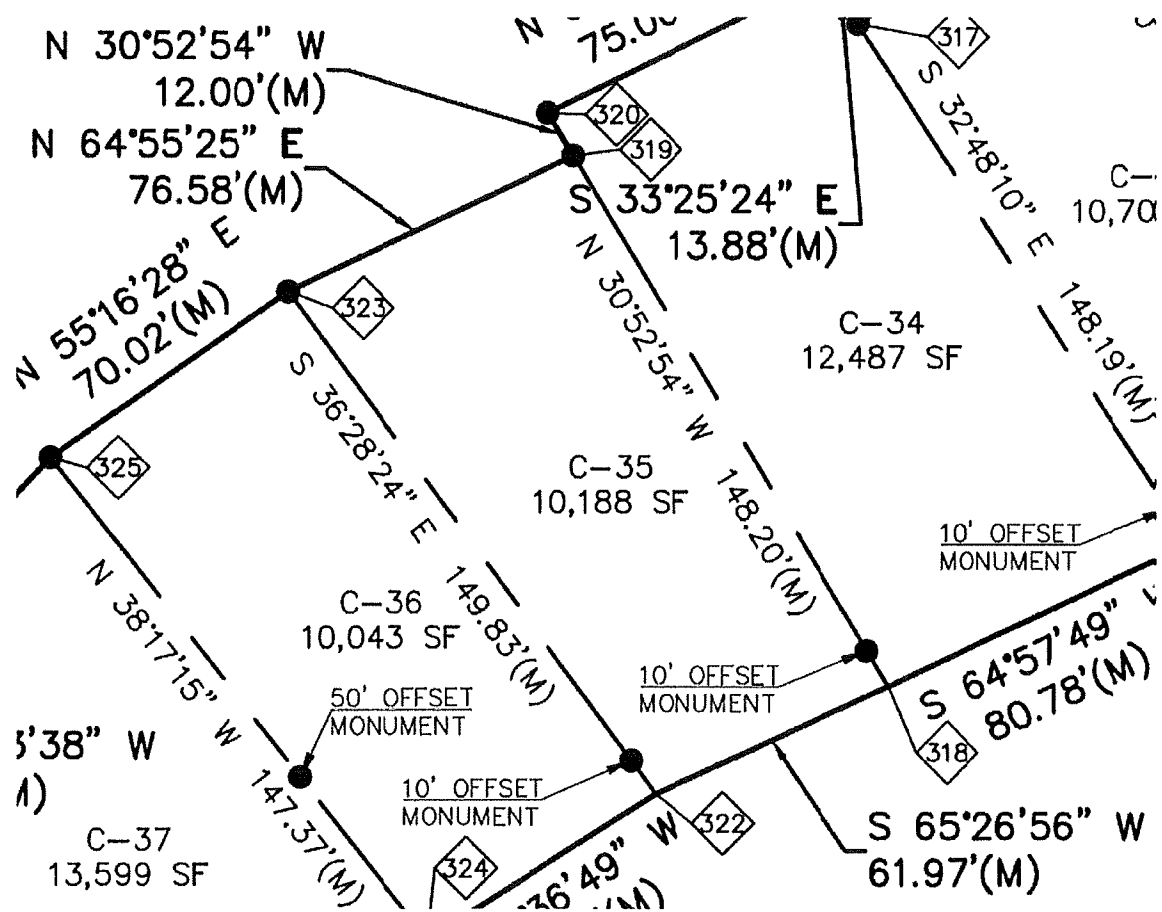 N 30°52'54" W
12.00'(M)
N 64°55'25" E
76.58'(M)
N
75.00'
320
319
317
S 33°25'24" E
13.88'(M)
S 32°48'10" E 148.19'(M)
C-
10,70
N 55°16'28" E
70.02'(M)
323
N 30°52'54" W 148.20'(M)
C-34
12,487 SF
S 36°28'24" E 149.83'(M)
325
C-35
10,188 SF
10' OFFSET
MONUMENT
N 38°17'15" W 147.37'(M)
C-36
10,043 SF
50' OFFSET
MONUMENT
10' OFFSET
MONUMENT
S 64°57'49"
80.78'(M)
318
'38" W
10' OFFSET
MONUMENT
322
S 65°26'56" W
61.97'(M)
C-37
13,599 SF
324
36'49" W
(M)